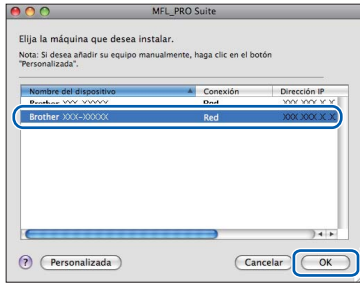 MFL_PRO Suite
Elija la máquina que desea instalar.
Nota: Si desea añadir su equipo manualmente, haga clic en el botón
"Personalizada".
Nombre del dispositivo Conexión Dirección IP
Brother XXX-XXXXX Red XXX.XXX.X.X
Brother XXX-XXXXX Red XXX.XXX.X.X
? Personalizada Cancelar OK